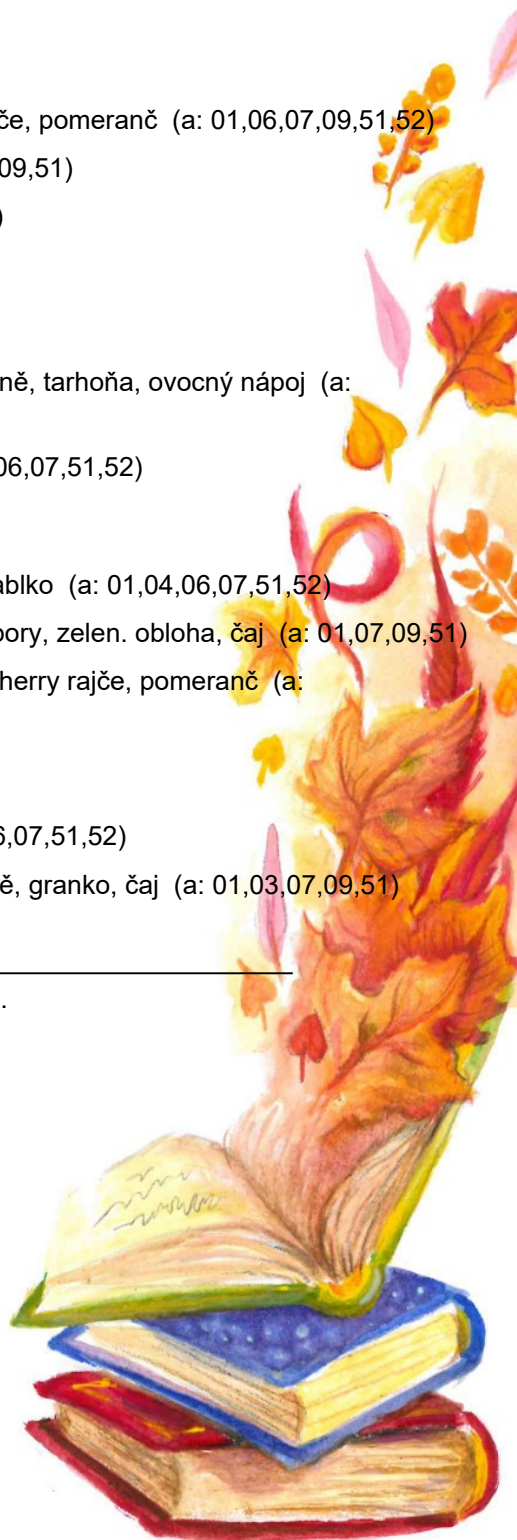 če, pomeranč (a: 01,06,07,09,51,52)
09,51)
)
ně, tarhoňa, ovocný nápoj (a:
06,07,51,52)
ablko (a: 01,04,06,07,51,52)
pory, zelen. obloha, čaj (a: 01,07,09,51)
herry rajče, pomeranč (a:
6,07,51,52)
ě, granko, čaj (a: 01,03,07,09,51)
.